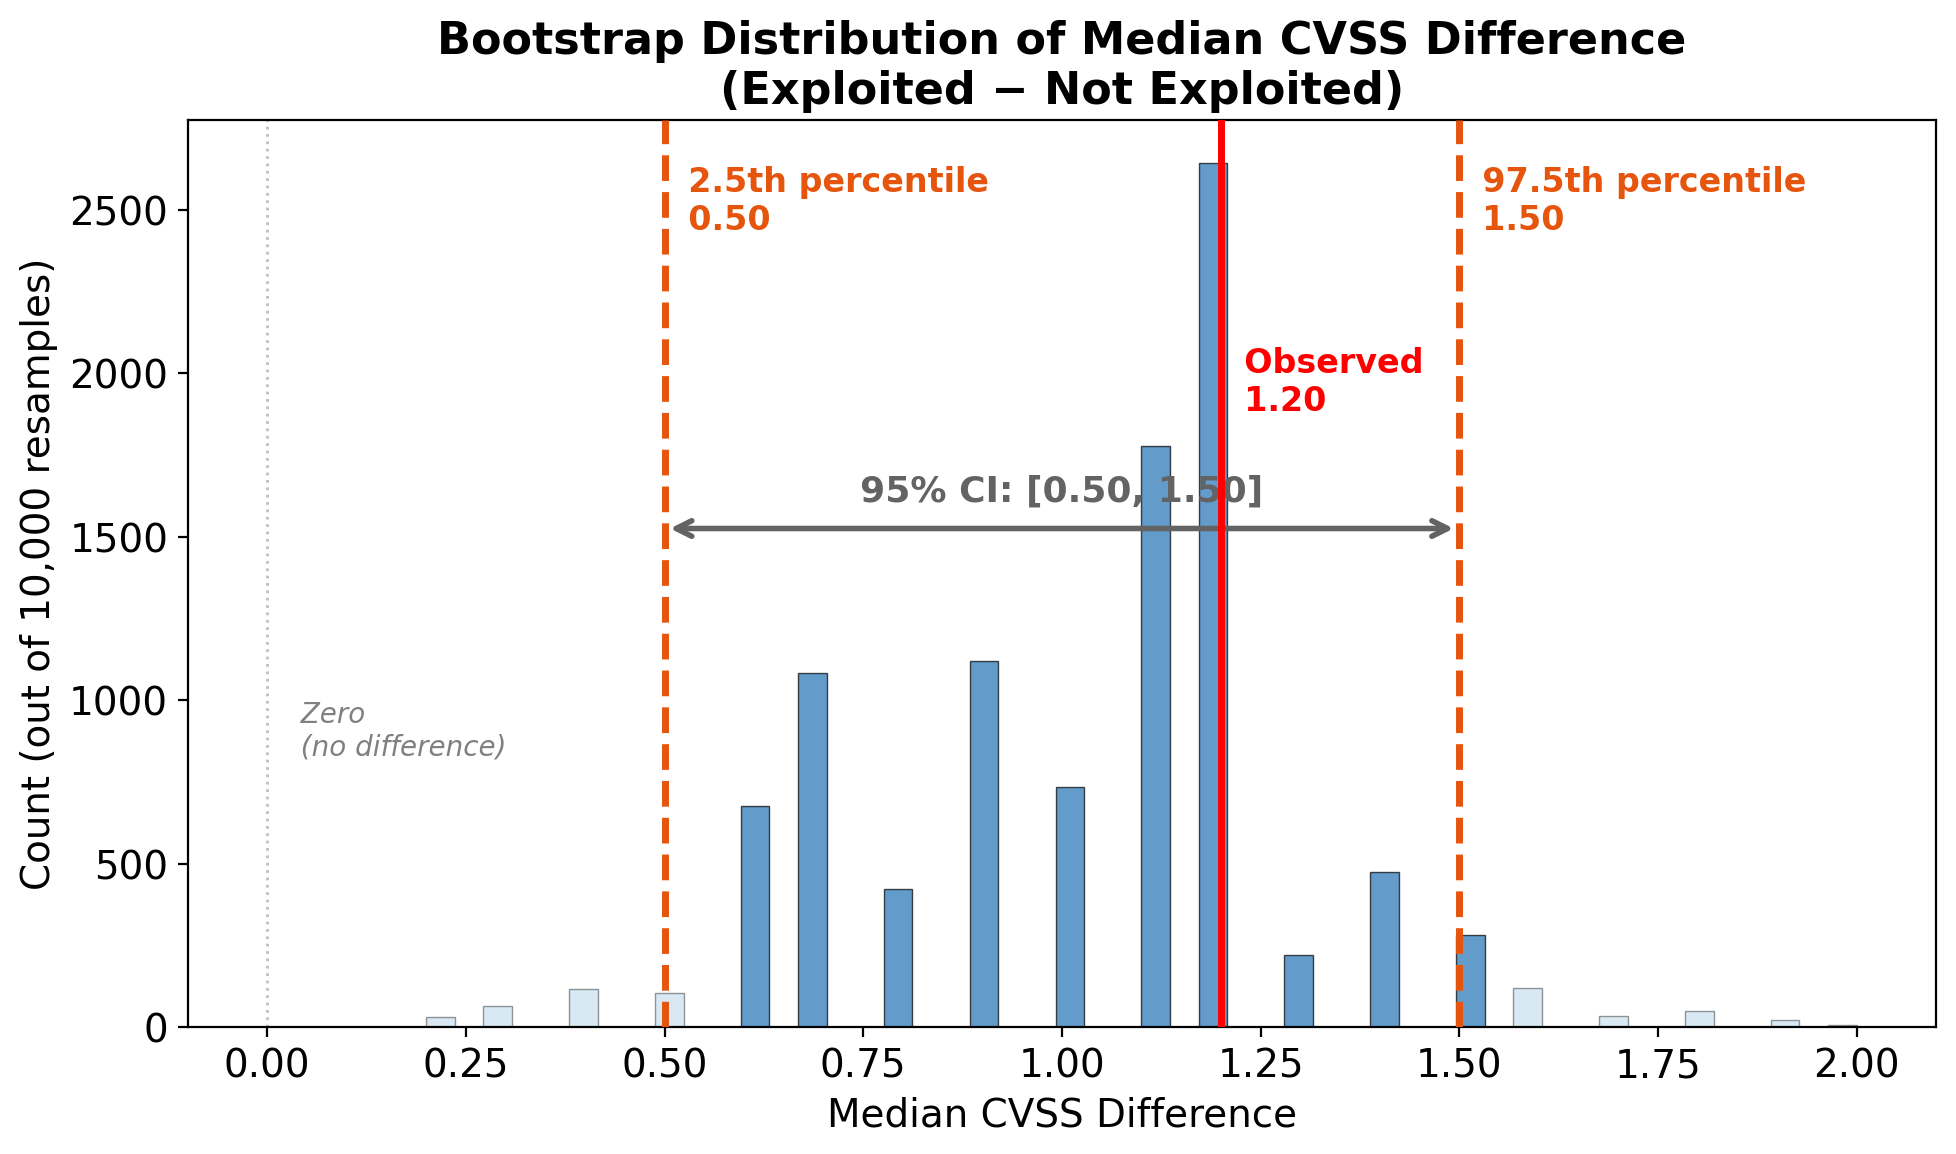 Bootstrap Distribution of Median CVSS Difference
(Exploited − Not Exploited)
Count (out of 10,000 resamples)
2500
2000
1500
1000
500
0
2.5th percentile
0.50
97.5th percentile
1.50
Observed
1.20
95% CI: [0.50, 1.50]
Zero
(no difference)
0.00 0.25 0.50 0.75 1.00 1.25 1.50 1.75 2.00
Median CVSS Difference